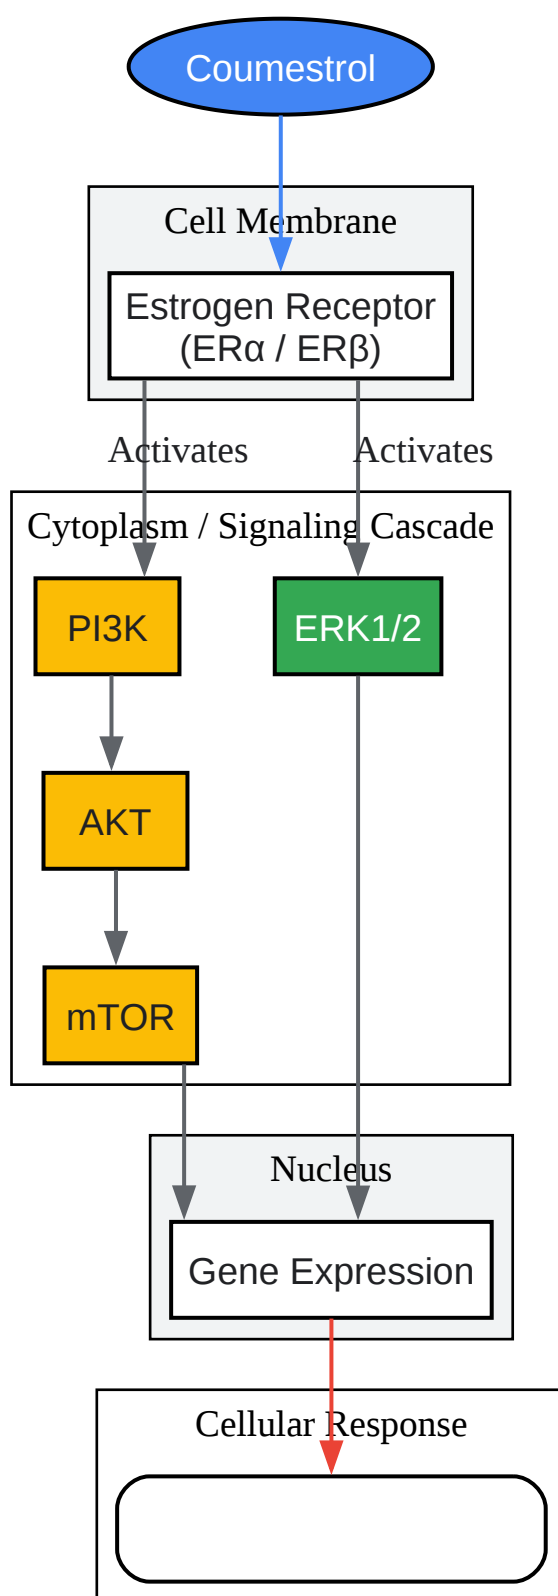 Coumestrol
Cell Membrane
Estrogen Receptor
(ERα / ERβ)
Activates
Activates
Cytoplasm / Signaling Cascade
PI3K
ERK1/2
AKT
mTOR
Nucleus
Gene Expression
Cellular Response